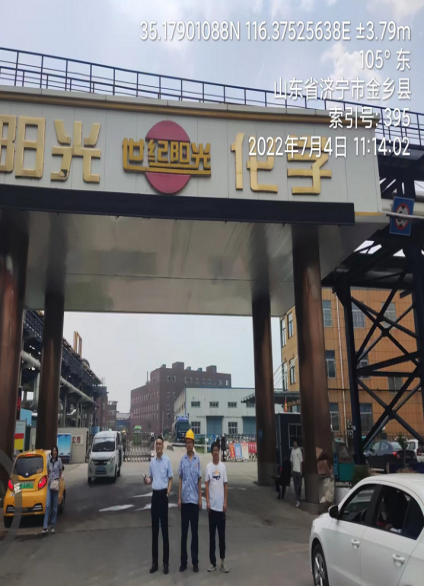 35.17901088N 116.37525638E ±3.79m
105° 东
山东省济宁市金乡县
索引号: 395
2022年7月4日 11:14:02
阳光 世纪阳光 化学